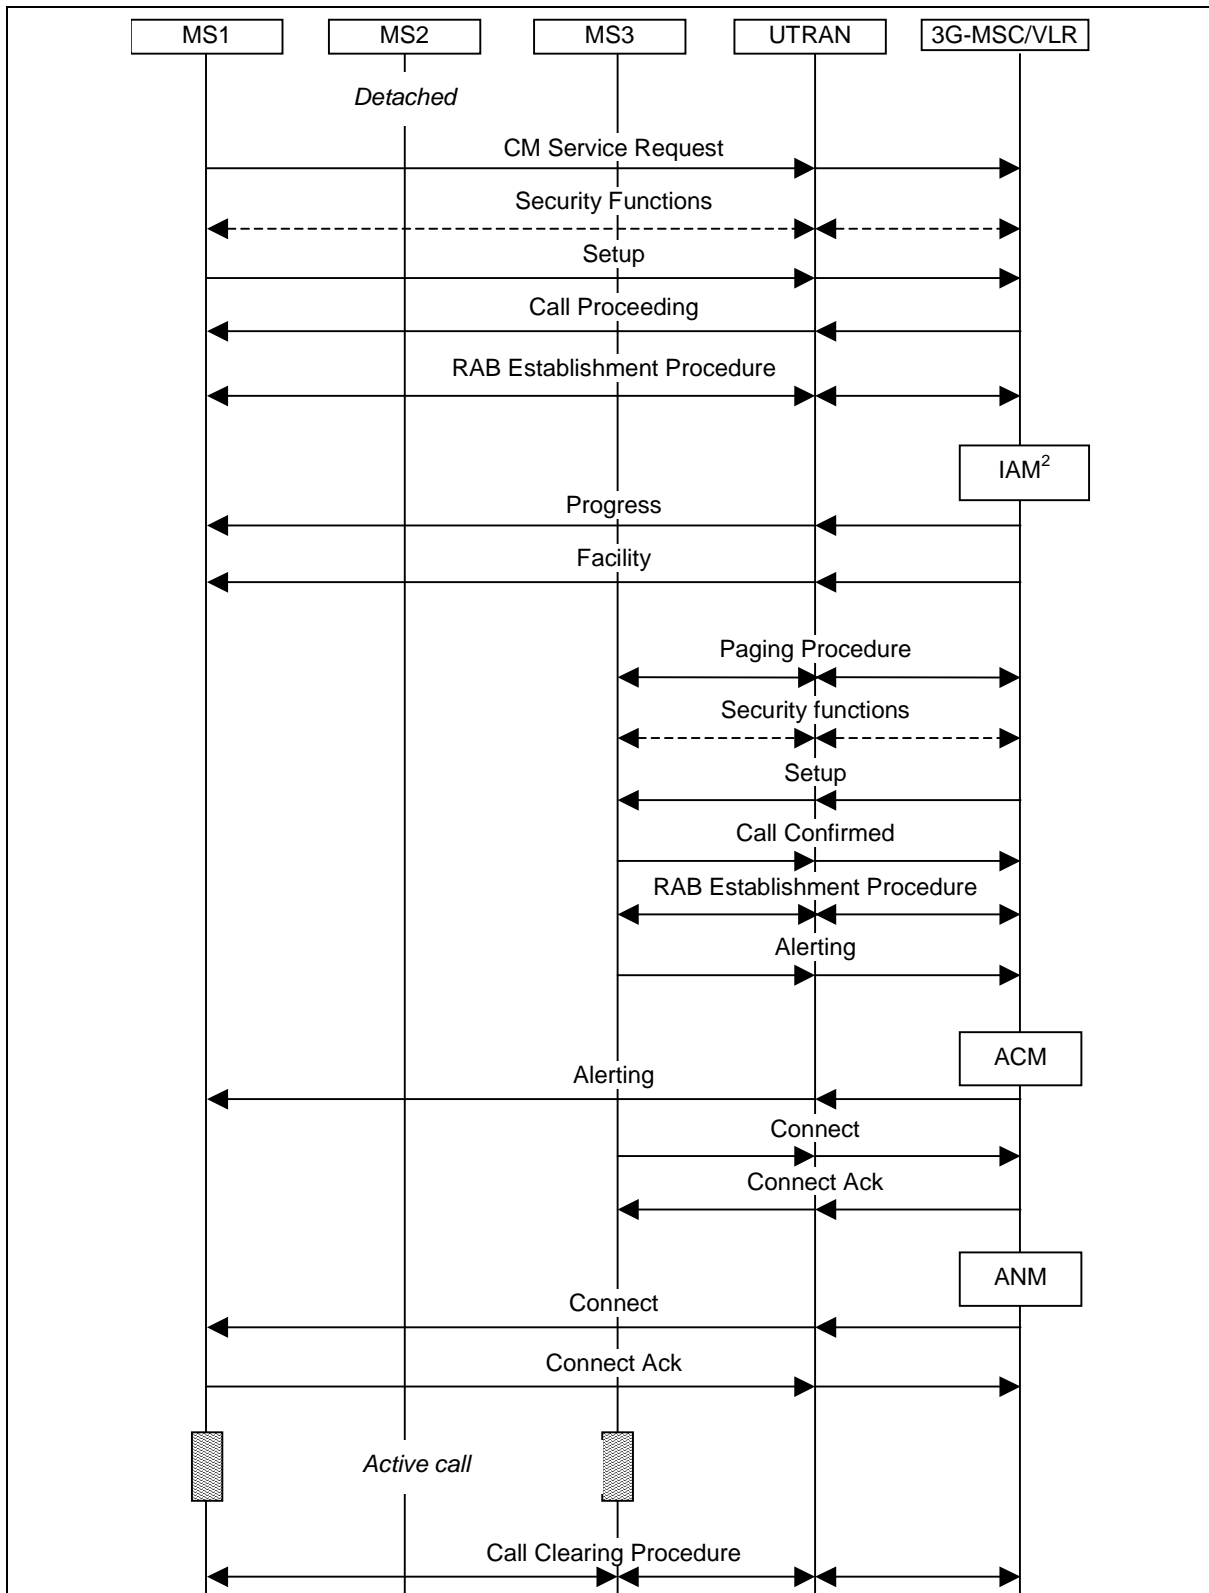 MS1 MS2 MS3 UTRAN 3G-MSC/VLR
Detached
CM Service Request
Security Functions
Setup
Call Proceeding
RAB Establishment Procedure
IAM²
Progress
Facility
Paging Procedure
Security functions
Setup
Call Confirmed
RAB Establishment Procedure
Alerting
ACM
Alerting
Connect
Connect Ack
ANM
Connect
Connect Ack
Active call
Call Clearing Procedure